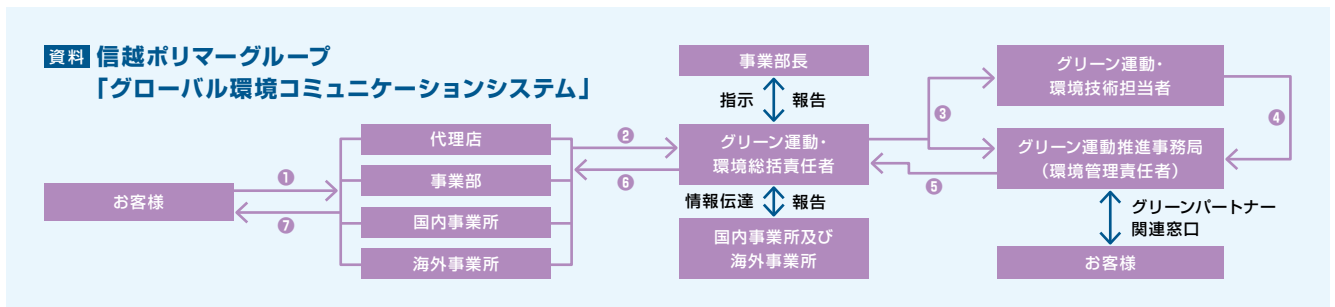 資料 信越ポリマーグループ
「グローバル環境コミュニケーションシステム」
お客様
❶
❼
代理店
事業部
国内事業所
海外事業所
❷
❻
事業部長
指示
報告
グリーン運動・
環境総括責任者
情報伝達
報告
国内事業所及び
海外事業所
❸
❺
グリーン運動・
環境技術担当者
❹
グリーン運動推進事務局
（環境管理責任者）
グリーンパートナー
関連窓口
お客様